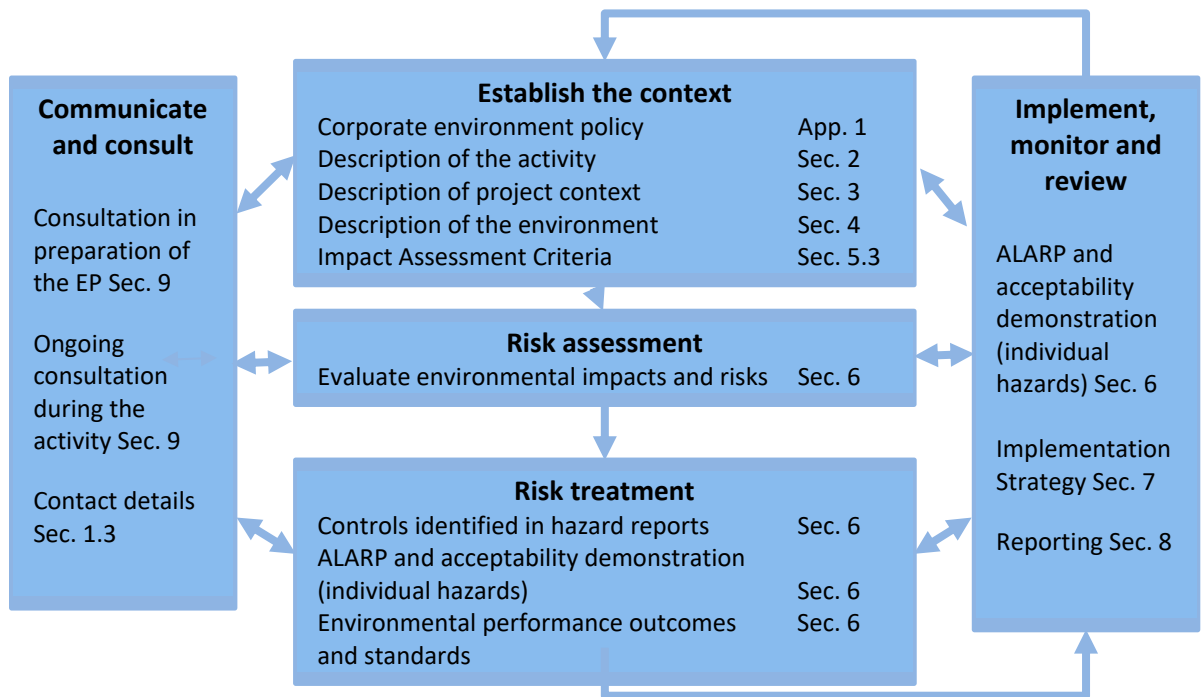 Communicate
and consult
Consultation in
preparation of
the EP Sec. 9
Ongoing
consultation
during the
activity Sec. 9
Contact details
Sec. 1.3
Establish the context
Corporate environment policy App. 1
Description of the activity Sec. 2
Description of project context Sec. 3
Description of the environment Sec. 4
Impact Assessment Criteria Sec. 5.3
Risk assessment
Evaluate environmental impacts and risks Sec. 6
Risk treatment
Controls identified in hazard reports Sec. 6
ALARP and acceptability demonstration
(individual hazards) Sec. 6
Environmental performance outcomes Sec. 6
and standards
Implement,
monitor and
review
ALARP and
acceptability
demonstration
(individual
hazards) Sec. 6
Implementation
Strategy Sec. 7
Reporting Sec. 8